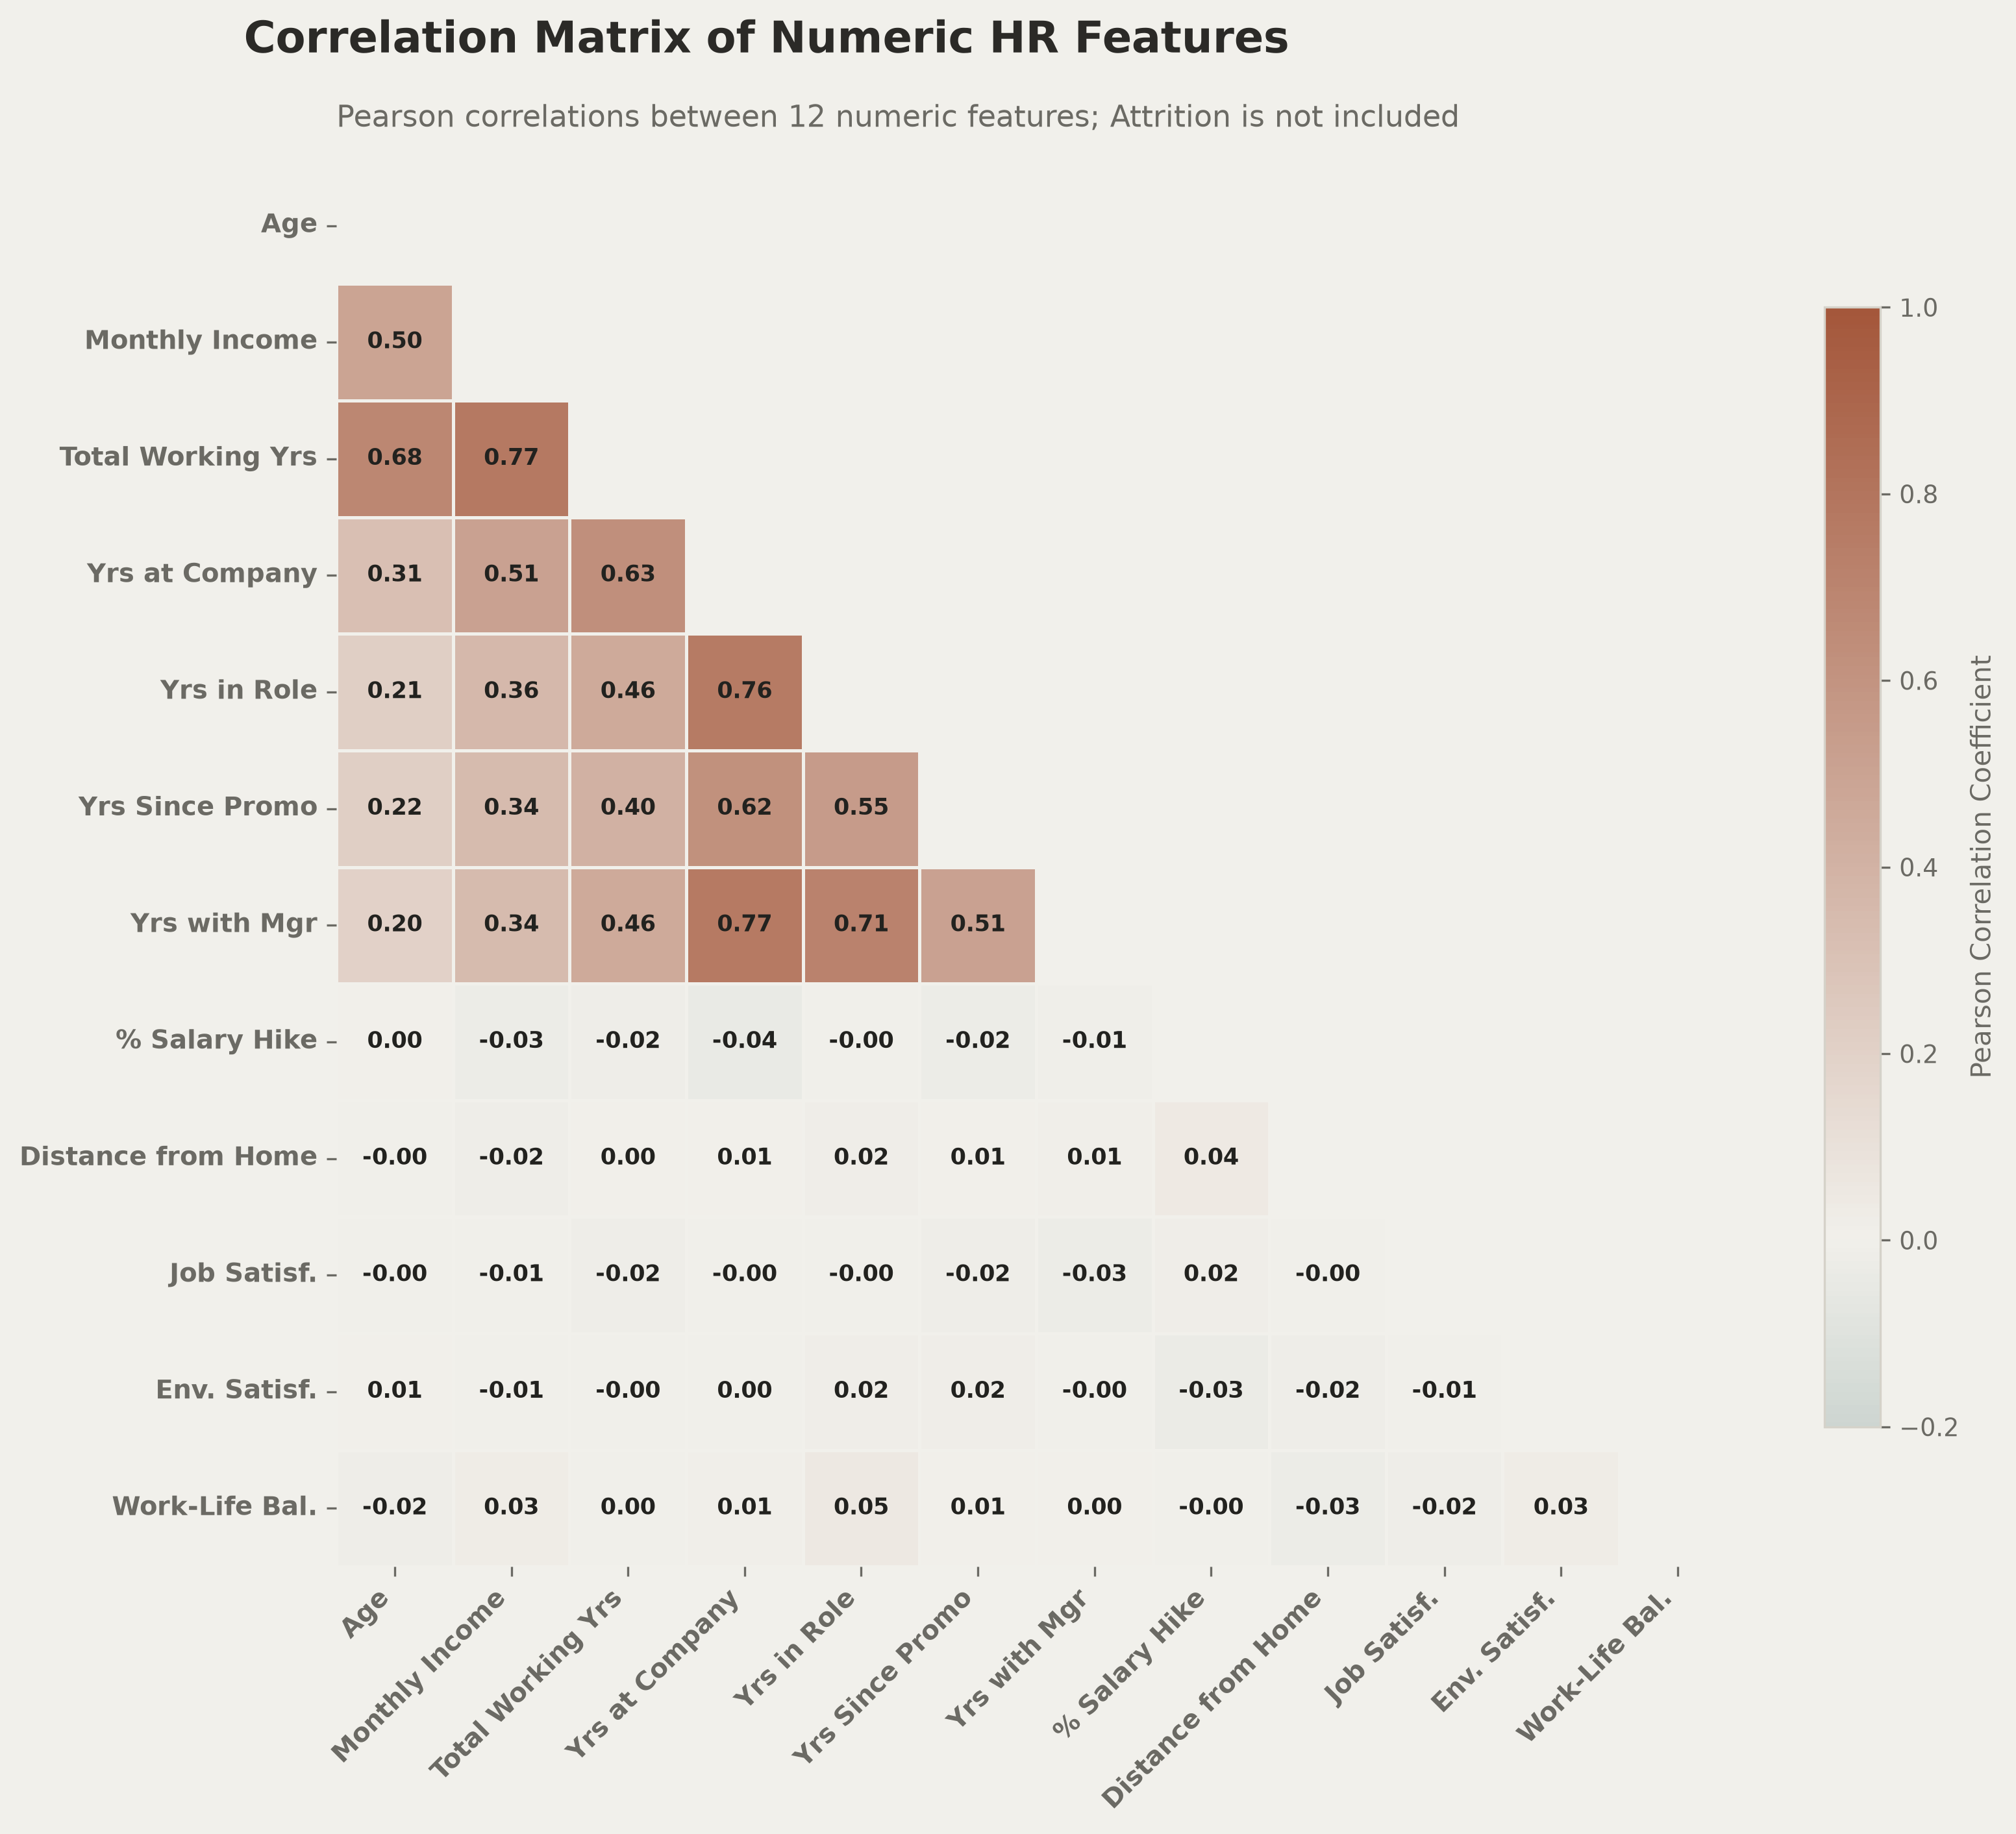 Correlation Matrix of Numeric HR Features
Pearson correlations between 12 numeric features; Attrition is not included
Age
Monthly Income 0.50
Total Working Yrs 0.68 0.77
Yrs at Company 0.31 0.51 0.63
Yrs in Role 0.21 0.36 0.46 0.76
Yrs Since Promo 0.22 0.34 0.40 0.62 0.55
Yrs with Mgr 0.20 0.34 0.46 0.77 0.71 0.51
% Salary Hike 0.00 -0.03 -0.02 -0.04 -0.00 -0.02 -0.01
Distance from Home -0.00 -0.02 0.00 0.01 0.02 0.01 0.01 0.04
Job Satisf. -0.00 -0.01 -0.02 -0.00 -0.00 -0.02 -0.03 0.02 -0.00
Env. Satisf. 0.01 -0.01 -0.00 0.00 0.02 0.02 -0.00 -0.03 -0.02 -0.01
Work-Life Bal. -0.02 0.03 0.00 0.01 0.05 0.01 0.00 -0.00 -0.03 -0.02 0.03
Age
Monthly Income
Total Working Yrs
Yrs at Company
Yrs in Role
Yrs Since Promo
Yrs with Mgr
% Salary Hike
Distance from Home
Job Satisf.
Env. Satisf.
Work-Life Bal.
1.0
0.8
0.6
0.4
0.2
0.0
−0.2
Pearson Correlation Coefficient